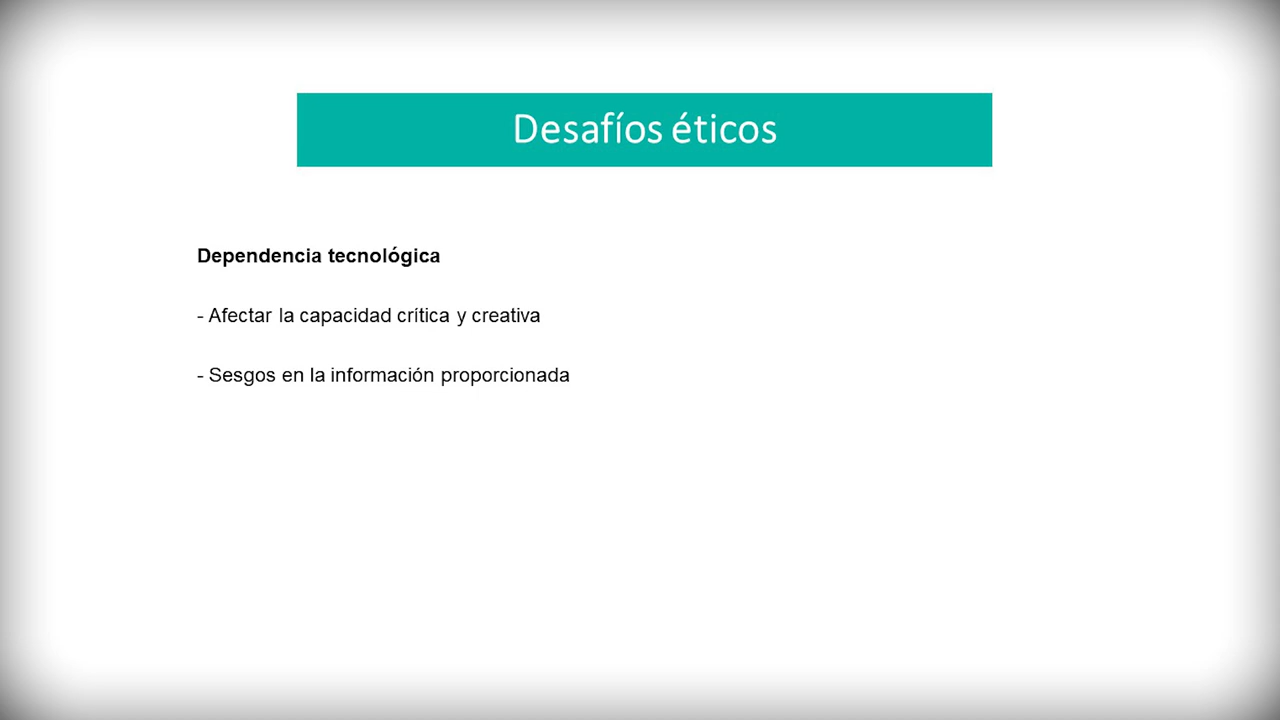 Desafíos éticos
Dependencia tecnológica
- Afectar la capacidad crítica y creativa
- Sesgos en la información proporcionada